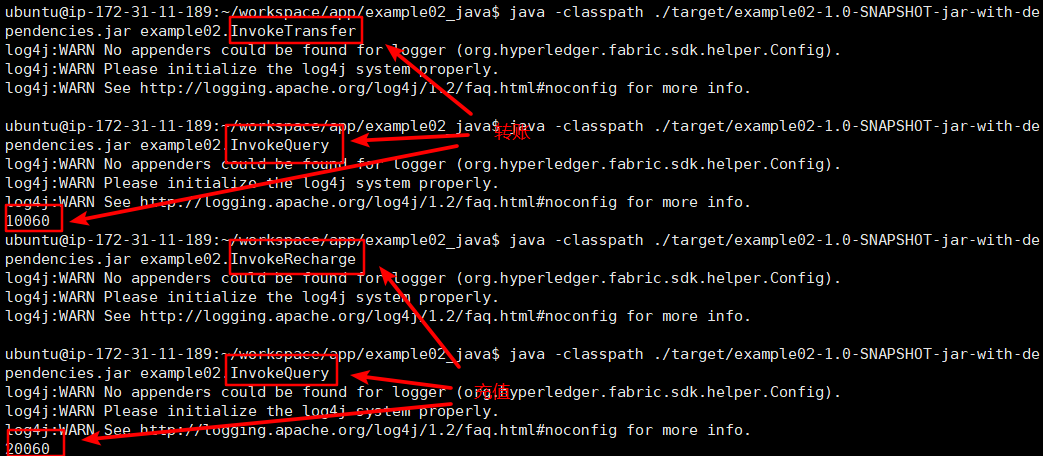 ubuntu@ip-172-31-11-189:~/workspace/app/example02_java$ java -classpath ./target/example02-1.0-SNAPSHOT-jar-with-de
pendencies.jar example02.InvokeTransfer
log4j:WARN No appenders could be found for logger (org.hyperledger.fabric.sdk.helper.Config).
log4j:WARN Please initialize the log4j system properly.
log4j:WARN See http://logging.apache.org/log4j/1.2/faq.html#noconfig for more info.
ubuntu@ip-172-31-11-189:~/workspace/app/example02_java$ java -classpath ./target/example02-1.0-SNAPSHOT-jar-with-de
转账
pendencies.jar example02.InvokeQuery
log4j:WARN No appenders could be found for logger (org.hyperledger.fabric.sdk.helper.Config).
log4j:WARN Please initialize the log4j system properly.
log4j:WARN See http://logging.apache.org/log4j/1.2/faq.html#noconfig for more info.
10060
ubuntu@ip-172-31-11-189:~/workspace/app/example02_java$ java -classpath ./target/example02-1.0-SNAPSHOT-jar-with-de
pendencies.jar example02.InvokeRecharge
log4j:WARN No appenders could be found for logger (org.hyperledger.fabric.sdk.helper.Config).
log4j:WARN Please initialize the log4j system properly.
log4j:WARN See http://logging.apache.org/log4j/1.2/faq.html#noconfig for more info.
ubuntu@ip-172-31-11-189:~/workspace/app/example02_java$ java -classpath ./target/example02-1.0-SNAPSHOT-jar-with-de
pendencies.jar example02.InvokeQuery
log4j:WARN No appenders could be found for logger (org.hyperledger.fabric.sdk.helper.Config).
充值
log4j:WARN Please initialize the log4j system properly.
log4j:WARN See http://logging.apache.org/log4j/1.2/faq.html#noconfig for more info.
20060